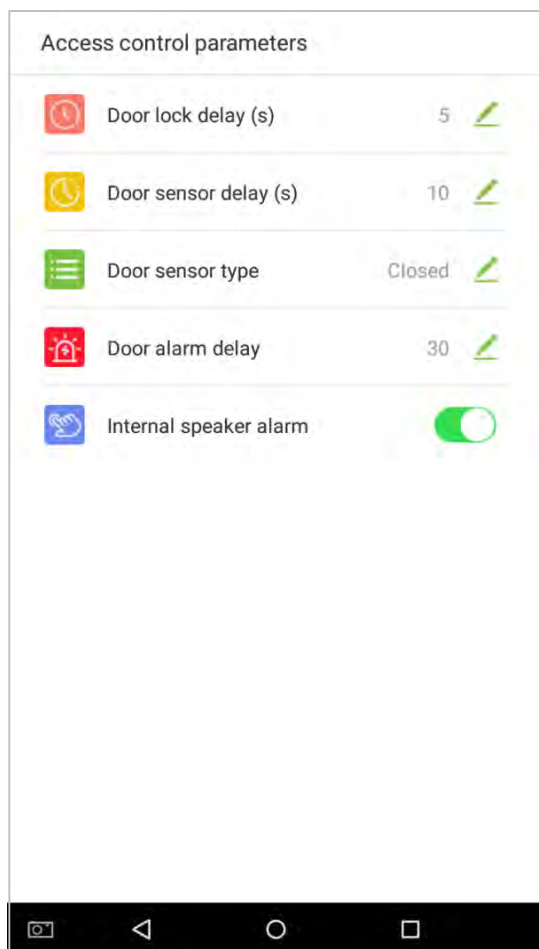 Access control parameters
Door lock delay (s) 5
Door sensor delay (s) 10
Door sensor type Closed
Door alarm delay 30
Internal speaker alarm